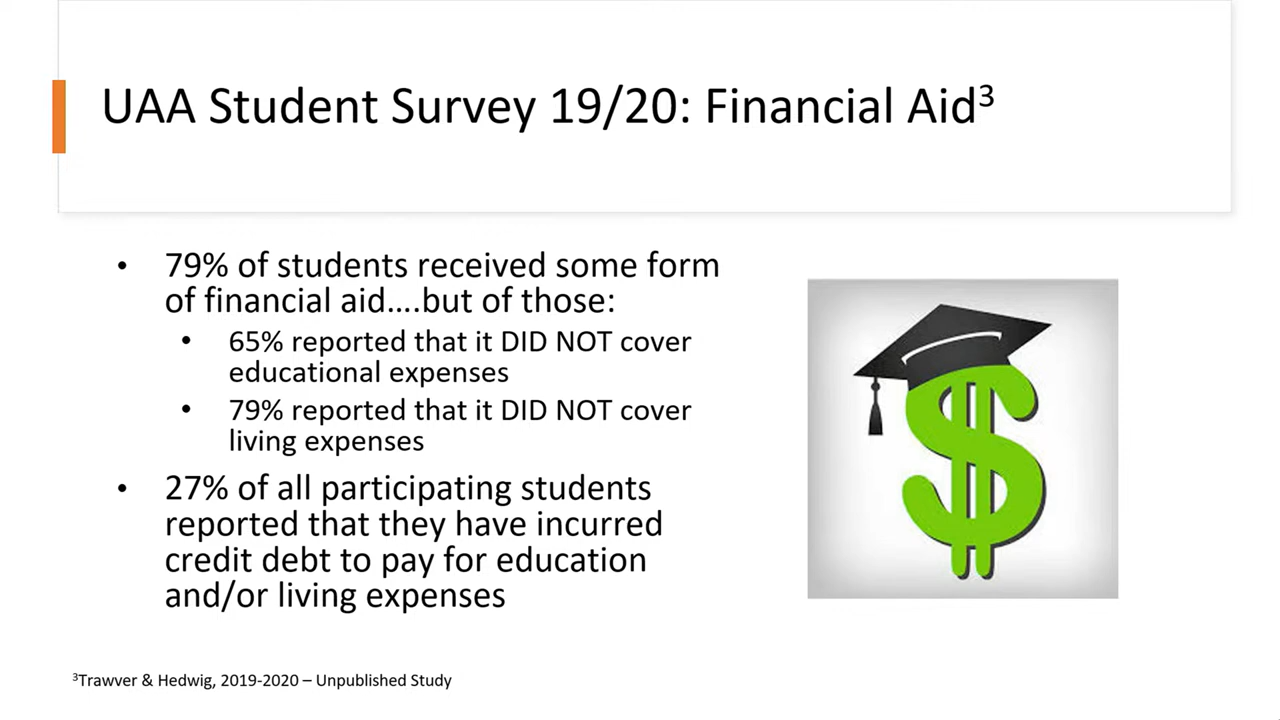 UAA Student Survey 19/20: Financial Aid³
• 79% of students received some form
of financial aid….but of those:
• 65% reported that it DID NOT cover
educational expenses
• 79% reported that it DID NOT cover
living expenses
• 27% of all participating students
reported that they have incurred
credit debt to pay for education
and/or living expenses
³Trawver & Hedwig, 2019-2020 – Unpublished Study